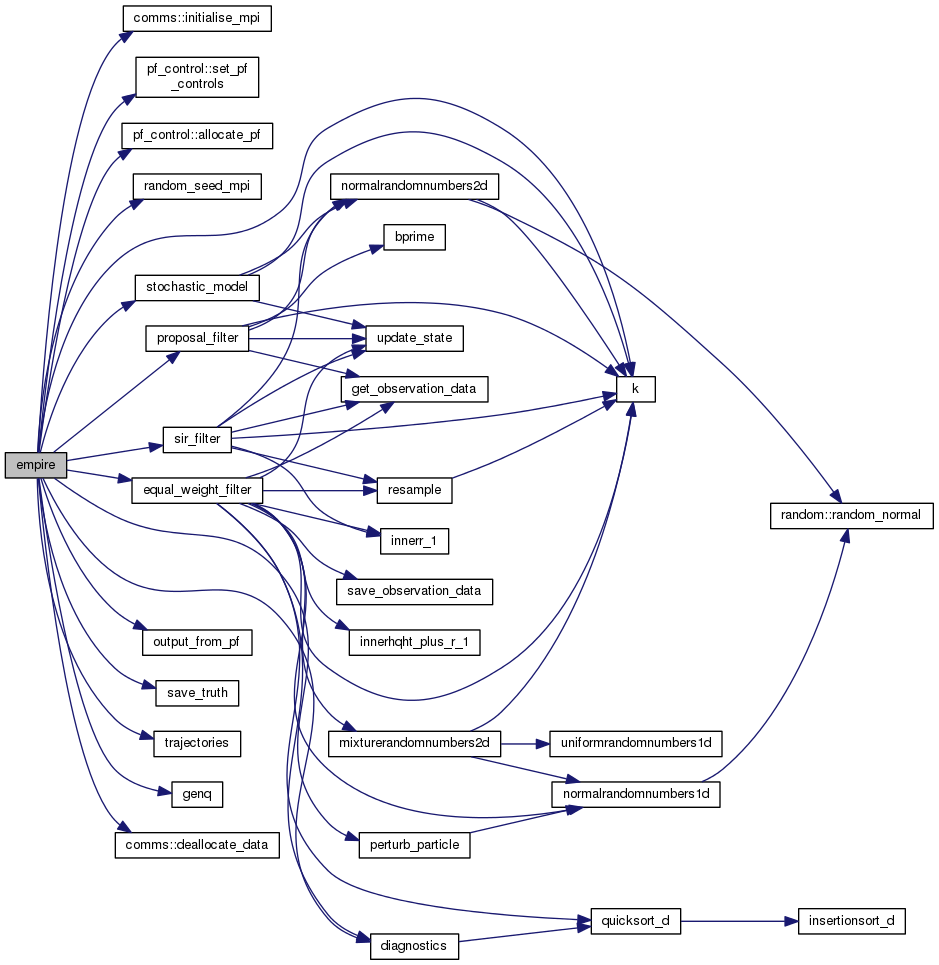 comms::initialise_mpi
pf_control::set_pf
_controls
pf_control::allocate_pf
random_seed_mpi
normalrandomnumbers2d
bprime
stochastic_model
proposal_filter
update_state
get_observation_data
k
sir_filter
empire
equal_weight_filter
resample
random::random_normal
innerr_1
save_observation_data
output_from_pf
innerhqht_plus_r_1
save_truth
trajectories
mixturerandomnumbers2d
uniformrandomnumbers1d
genq
normalrandomnumbers1d
comms::deallocate_data
perturb_particle
quicksort_d
insertionsort_d
diagnostics